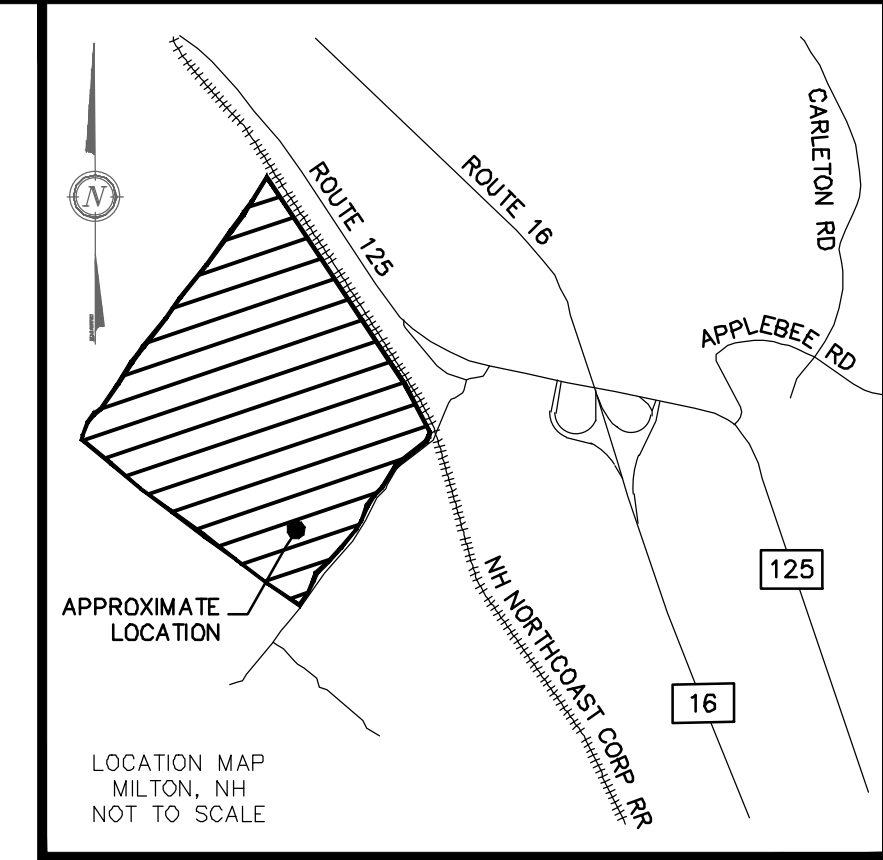 CARLETON RD
ROUTE 125
ROUTE 16
N
APPLEBEE RD
125
NH NORTHCOAST CORP RR
APPROXIMATE
LOCATION
16
LOCATION MAP
MILTON, NH
NOT TO SCALE